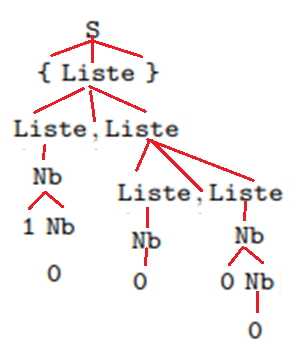 S
{ Liste }
Liste , Liste
Nb
Liste , Liste
1 Nb
Nb
Nb
0
0
0 Nb
0